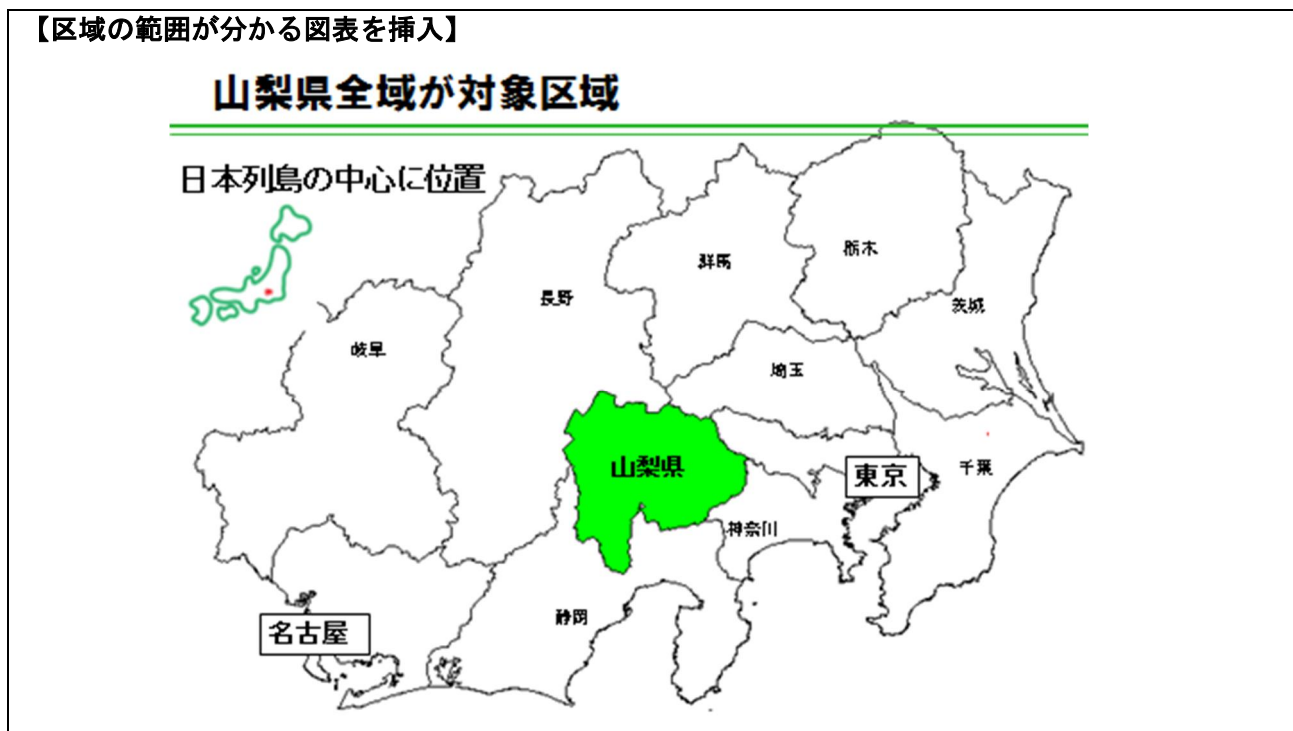 【区域の範囲が分かる図表を挿入】
山梨県全域が対象区域
日本列島の中心に位置
群馬
栃木
長野
茨城
岐阜
埼玉
山梨県
東京
千葉
神奈川
静岡
名古屋